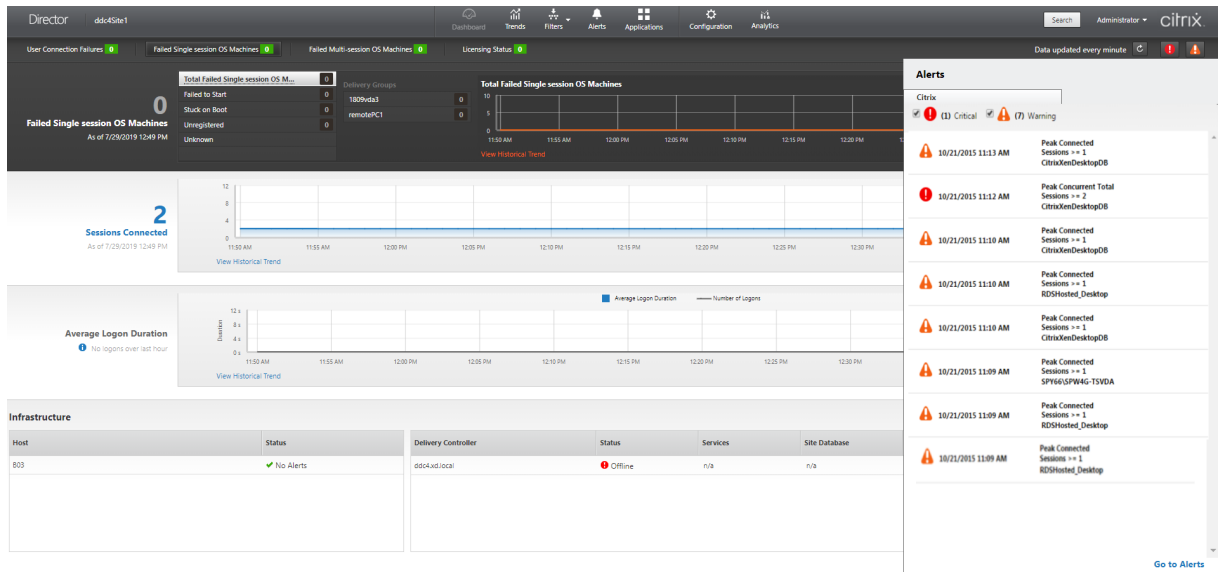 Director ddc4Site1
Dashboard Trends Filters Alerts Applications Configuration Analytics
Search Administrator citrix
User Connection Failures 0 Failed Single session OS Machines 0 Failed Multi-session OS Machines 0 Licensing Status 0
Data updated every minute
0
Failed Single session OS Machines
As of 7/29/2019 12:49 PM
Total Failed Single session OS M... 0
Failed to Start 0
Stuck on Boot 0
Unregistered 0
Unknown
Delivery Groups
1809vda3 0
remotePC1 0
Total Failed Single session OS Machines
10
5
0
11:50 AM 11:55 AM 12:00 PM 12:05 PM 12:10 PM 12:15 PM 12:20 PM 1
View Historical Trend
2
Sessions Connected
As of 7/29/2019 12:49 PM
12
8
4
0
11:50 AM 11:55 AM 12:00 PM 12:05 PM 12:10 PM 12:15 PM 12:20 PM 12:25 PM 12:30 PM
View Historical Trend
Average Logon Duration
No logons over last hour
Average Logon Duration Number of Logons
Duration
12 s
8 s
4 s
0 s
11:50 AM 11:55 AM 12:00 PM 12:05 PM 12:10 PM 12:15 PM 12:20 PM 12:25 PM 12:30 PM
View Historical Trend
Infrastructure
Host Status
B03 No Alerts
Delivery Controller Status Services Site Database
ddc4.xd.local Offline n/a n/a
Alerts
Citrix
(1) Critical (7) Warning
10/21/2015 11:13 AM
Peak Connected
Sessions >= 1
CitrixXenDesktopDB
10/21/2015 11:12 AM
Peak Concurrent Total
Sessions >= 2
CitrixXenDesktopDB
10/21/2015 11:10 AM
Peak Connected
Sessions >= 1
CitrixXenDesktopDB
10/21/2015 11:10 AM
Peak Connected
Sessions >= 1
RDSHosted_Desktop
10/21/2015 11:10 AM
Peak Connected
Sessions >= 1
CitrixXenDesktopDB
10/21/2015 11:09 AM
Peak Connected
Sessions >= 1
SPY66\SPW4G-TSVDA
10/21/2015 11:09 AM
Peak Connected
Sessions >= 1
RDSHosted_Desktop
10/21/2015 11:09 AM
Peak Connected
Sessions >= 1
RDSHosted_Desktop
Go to Alerts